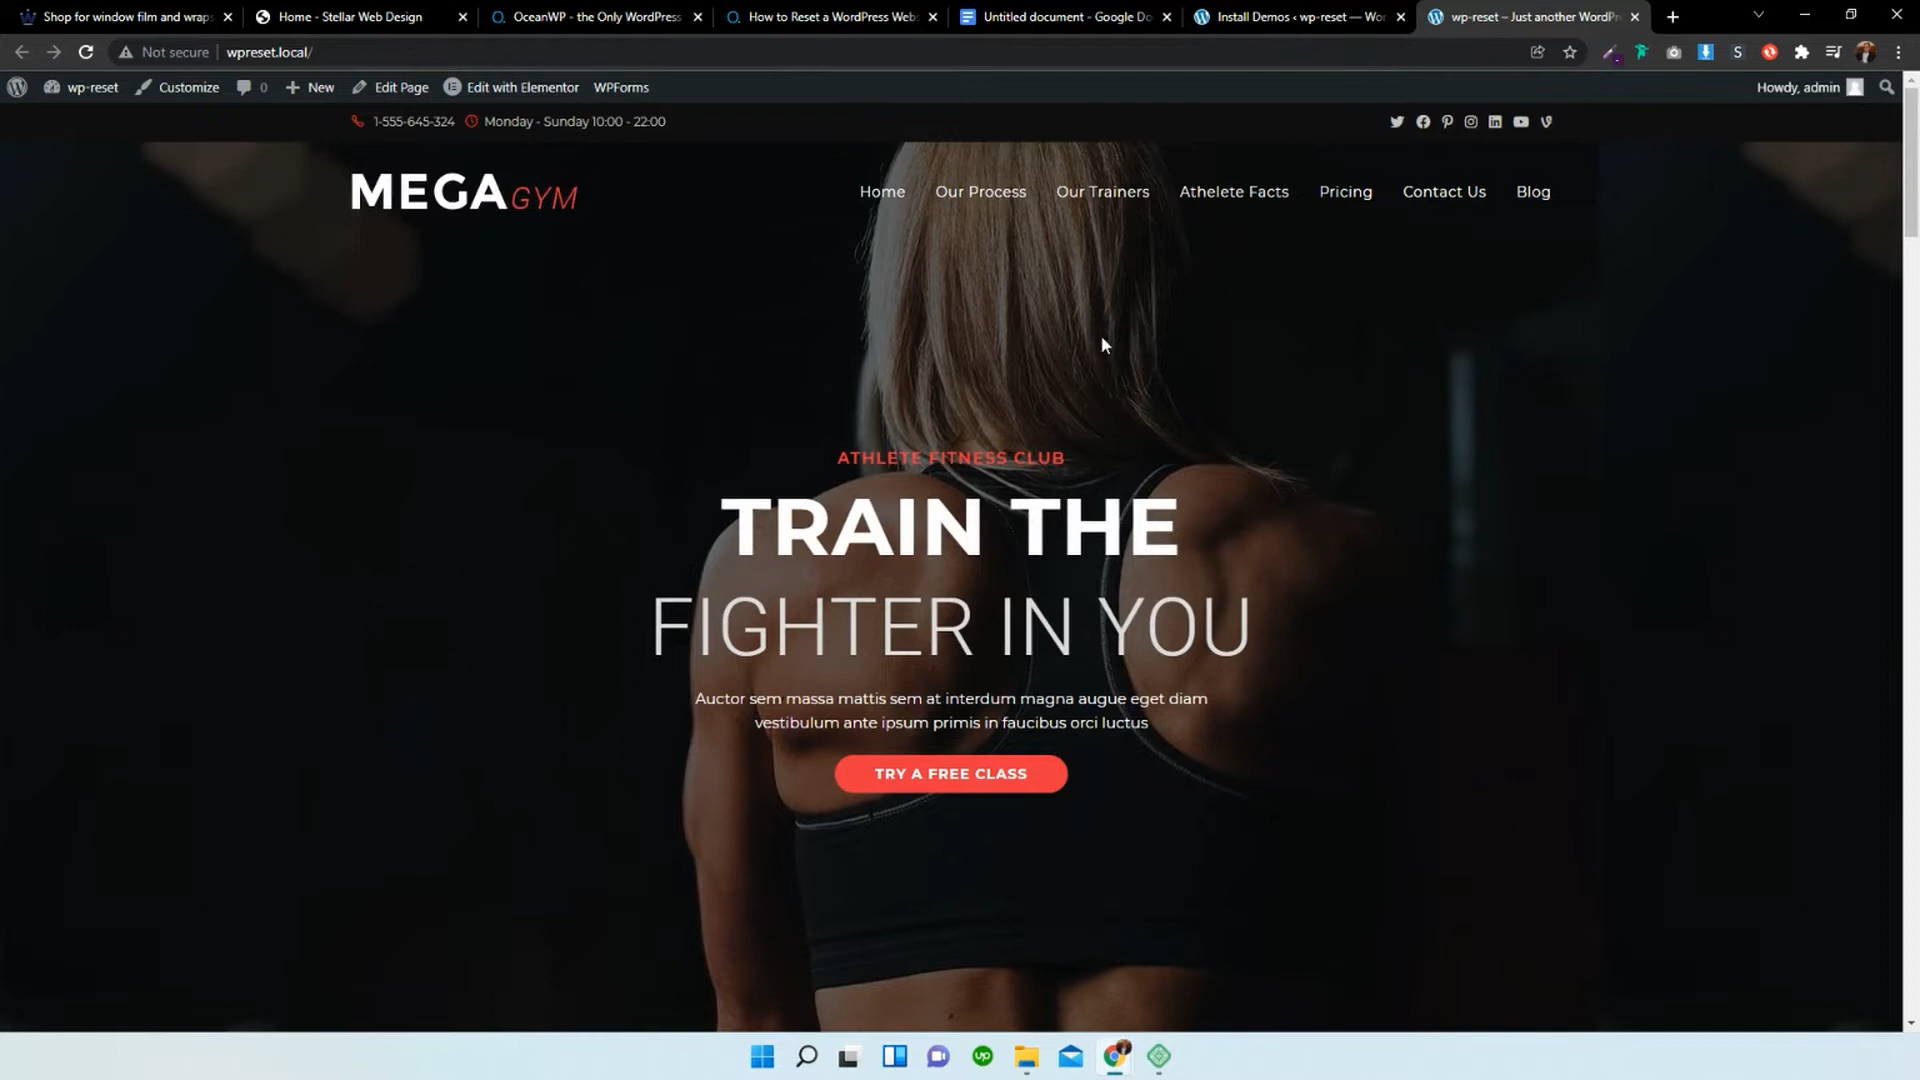 Shop for window film and wraps
Home - Stellar Web Design
OceanWP - the Only WordPress
How to Reset a WordPress Webs
Untitled document - Google Do
Install Demos ‹ wp-reset — Wor
wp-reset – Just another WordPr
Not secure
wpreset.local/
wp-reset
Customize
0
New
Edit Page
Edit with Elementor
WPForms
Howdy, admin
1-555-645-324
Monday - Sunday 10:00 - 22:00
MEGAGYM
Home
Our Process
Our Trainers
Athelete Facts
Pricing
Contact Us
Blog
ATHLETE FITNESS CLUB
TRAIN THE
FIGHTER IN YOU
Auctor sem massa mattis sem at interdum magna augue eget diam
vestibulum ante ipsum primis in faucibus orci luctus
TRY A FREE CLASS
up